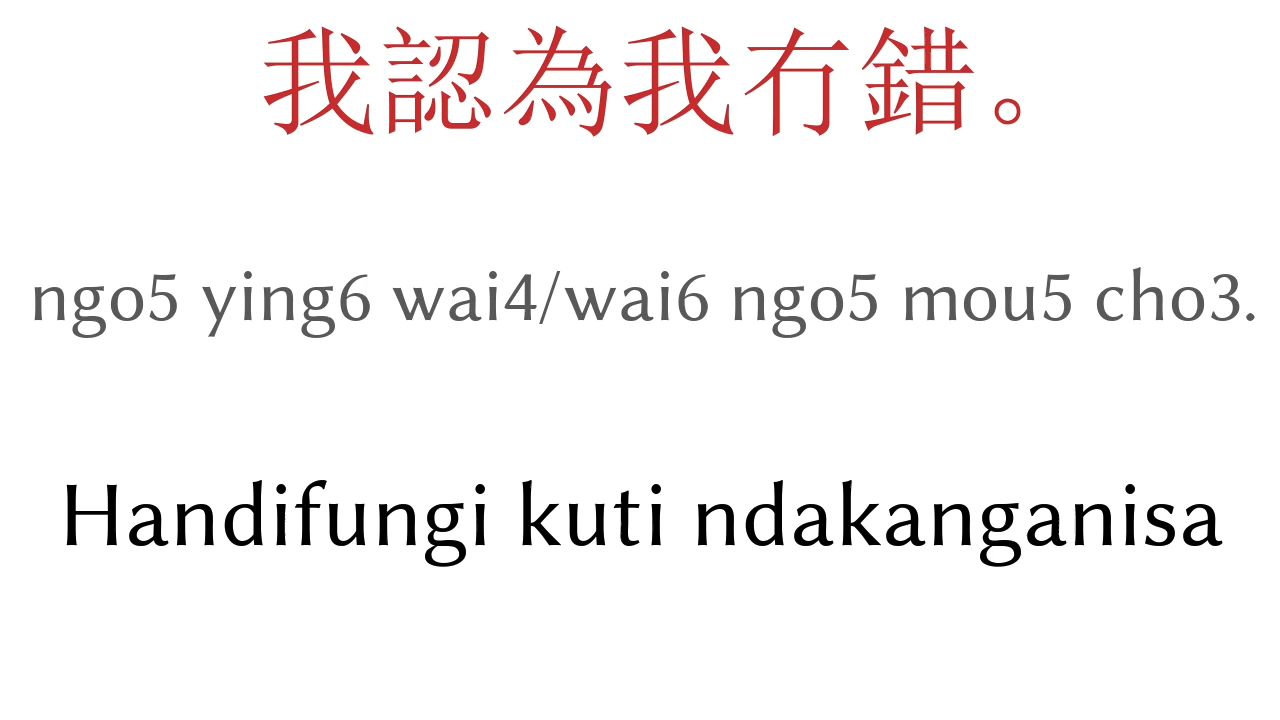 我認為我冇錯。
ngo5 ying6 wai4/wai6 ngo5 mou5 cho3.
Handifungi kuti ndakanganisa